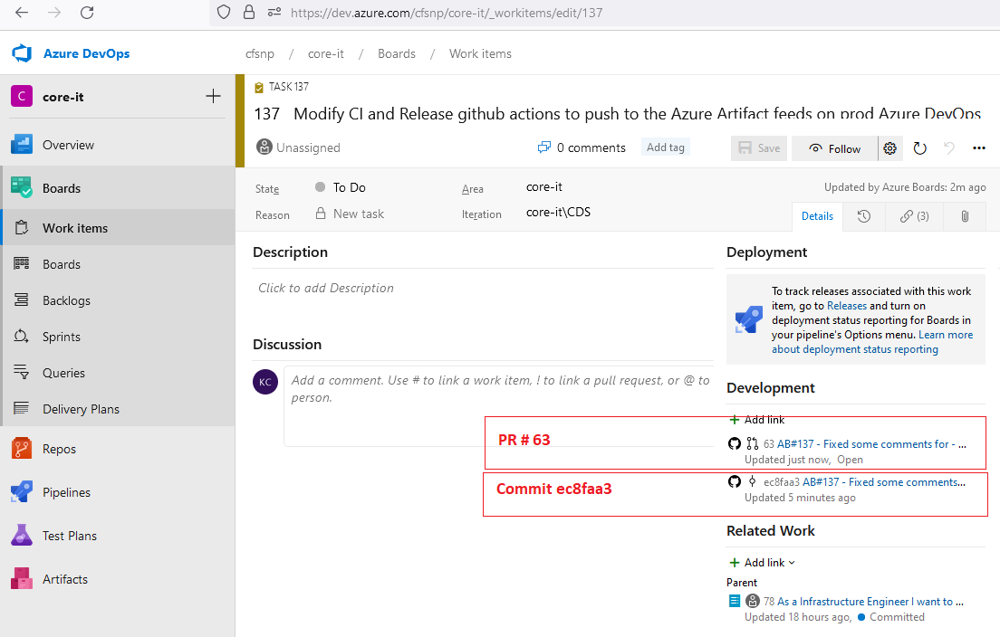 https://dev.azure.com/cfsnp/core-it/_workitems/edit/137
Azure DevOps
cfsnp / core-it / Boards / Work items
C core-it
Overview
Boards
Work items
Boards
Backlogs
Sprints
Queries
Delivery Plans
Repos
Pipelines
Test Plans
Artifacts
TASK 137
137 Modify CI and Release github actions to push to the Azure Artifact feeds on prod Azure DevOps
Unassigned
0 comments
Add tag
Save
Follow
State To Do
Area core-it
Updated by Azure Boards: 2m ago
Reason New task
Iteration core-it\CDS
Details
(3)
Description
Click to add Description
Discussion
KC
Add a comment. Use # to link a work item, ! to link a pull request, or @ to
person.
Deployment
To track releases associated with this work
item, go to Releases and turn on
deployment status reporting for Boards in
your pipeline's Options menu. Learn more
about deployment status reporting
Development
+ Add link
PR # 63
63 AB#137 - Fixed some comments for - ...
Updated just now, Open
Commit ec8faa3
ec8faa3 AB#137 - Fixed some comments...
Updated 5 minutes ago
Related Work
+ Add link
Parent
78 As a Infrastructure Engineer I want to ...
Updated 18 hours ago, Committed